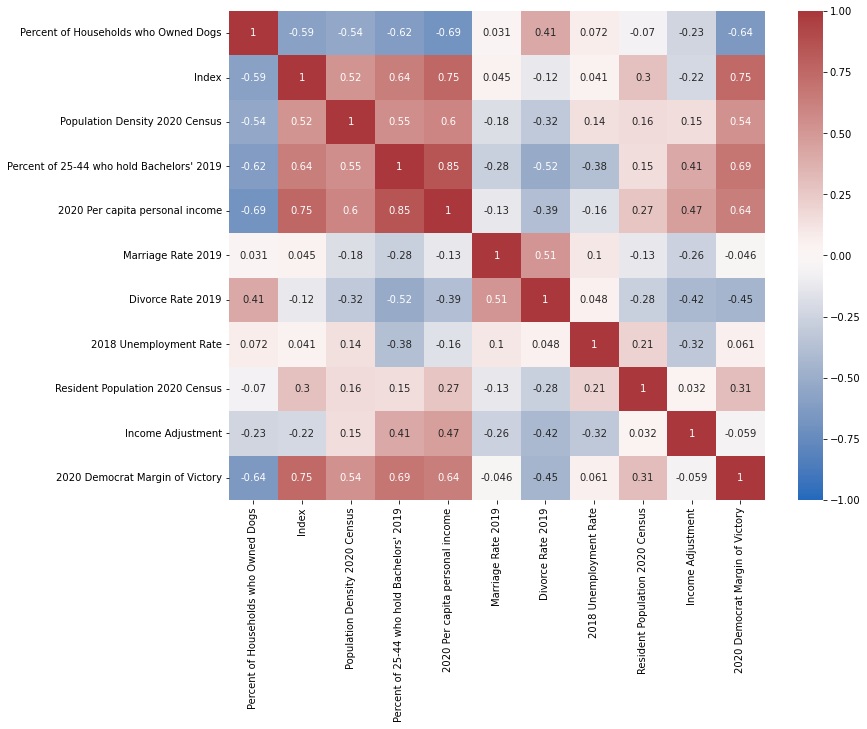 Percent of Households who Owned Dogs 1 -0.59 -0.54 -0.62 -0.69 0.031 0.41 0.072 -0.07 -0.23 -0.64
Index -0.59 1 0.52 0.64 0.75 0.045 -0.12 0.041 0.3 -0.22 0.75
Population Density 2020 Census -0.54 0.52 1 0.55 0.6 -0.18 -0.32 0.14 0.16 0.15 0.54
Percent of 25-44 who hold Bachelors' 2019 -0.62 0.64 0.55 1 0.85 -0.28 -0.52 -0.38 0.15 0.41 0.69
2020 Per capita personal income -0.69 0.75 0.6 0.85 1 -0.13 -0.39 -0.16 0.27 0.47 0.64
Marriage Rate 2019 0.031 0.045 -0.18 -0.28 -0.13 1 0.51 0.1 -0.13 -0.26 -0.046
Divorce Rate 2019 0.41 -0.12 -0.32 -0.52 -0.39 0.51 1 0.048 -0.28 -0.42 -0.45
2018 Unemployment Rate 0.072 0.041 0.14 -0.38 -0.16 0.1 0.048 1 0.21 -0.32 0.061
Resident Population 2020 Census -0.07 0.3 0.16 0.15 0.27 -0.13 -0.28 0.21 1 0.032 0.31
Income Adjustment -0.23 -0.22 0.15 0.41 0.47 -0.26 -0.42 -0.32 0.032 1 -0.059
2020 Democrat Margin of Victory -0.64 0.75 0.54 0.69 0.64 -0.046 -0.45 0.061 0.31 -0.059 1
Percent of Households who Owned Dogs
Index
Population Density 2020 Census
Percent of 25-44 who hold Bachelors' 2019
2020 Per capita personal income
Marriage Rate 2019
Divorce Rate 2019
2018 Unemployment Rate
Resident Population 2020 Census
Income Adjustment
2020 Democrat Margin of Victory
1.00
0.75
0.50
0.25
0.00
−0.25
−0.50
−0.75
−1.00